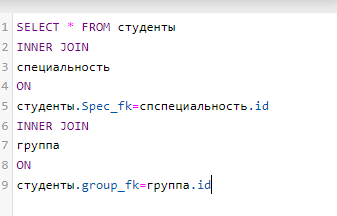 1 SELECT * FROM студенты
2 INNER JOIN
3 специальность
4 ON
5 студенты.Spec_fk=спспециальность.id
6 INNER JOIN
7 группа
8 ON
9 студенты.group_fk=группа.id